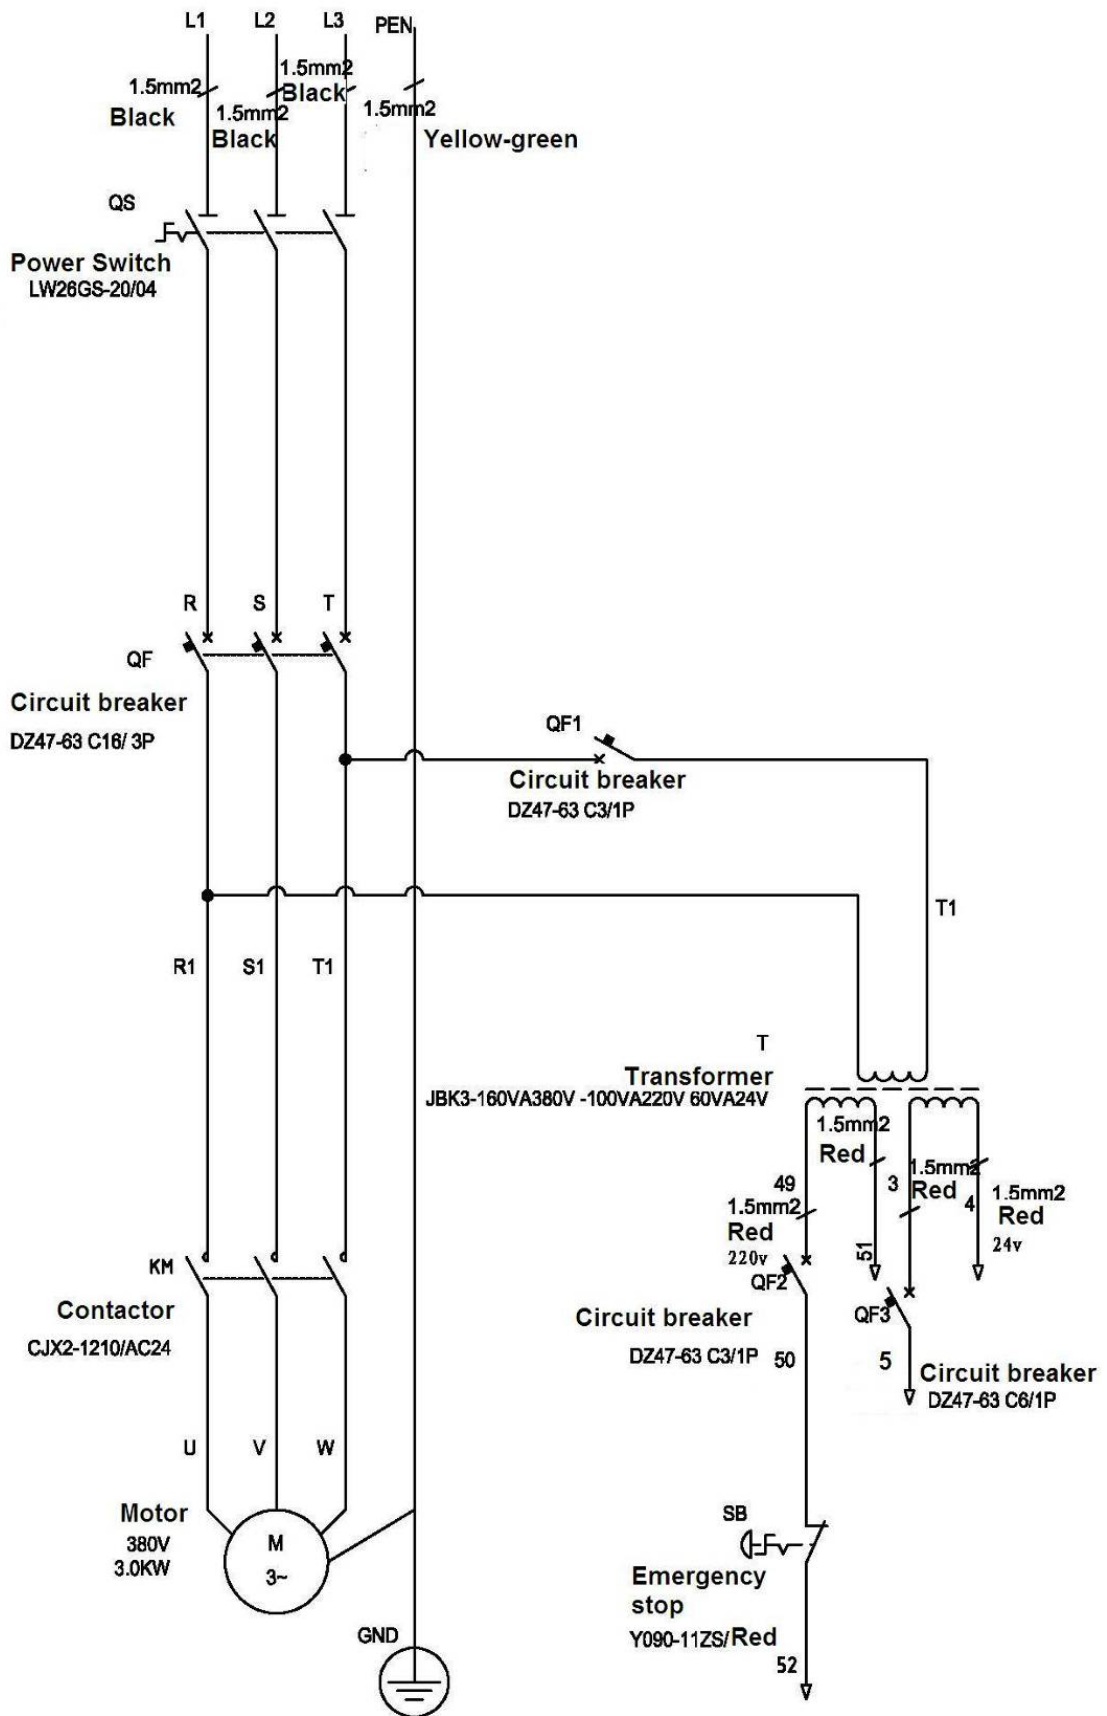 L1
L2
L3
PEN
1.5mm2
Black
1.5mm2
Black
1.5mm2
Black
1.5mm2
Yellow-green
QS
Power Switch
LW26GS-20/04
R
S
T
QF
Circuit breaker
DZ47-63 C16/ 3P
QF1
Circuit breaker
DZ47-63 C3/1P
T1
R1
S1
T1
T
Transformer
JBK3-160VA380V -100VA220V 60VA24V
1.5mm2
Red
49
1.5mm2
Red
220v
51
3
1.5mm2
Red
4
1.5mm2
Red
24v
KM
Contactor
CJX2-1210/AC24
QF2
Circuit breaker
DZ47-63 C3/1P
50
QF3
5
Circuit breaker
DZ47-63 C6/1P
U
V
W
Motor
380V
3.0KW
M
3~
SB
Emergency
stop
Y090-11ZS/Red
52
GND